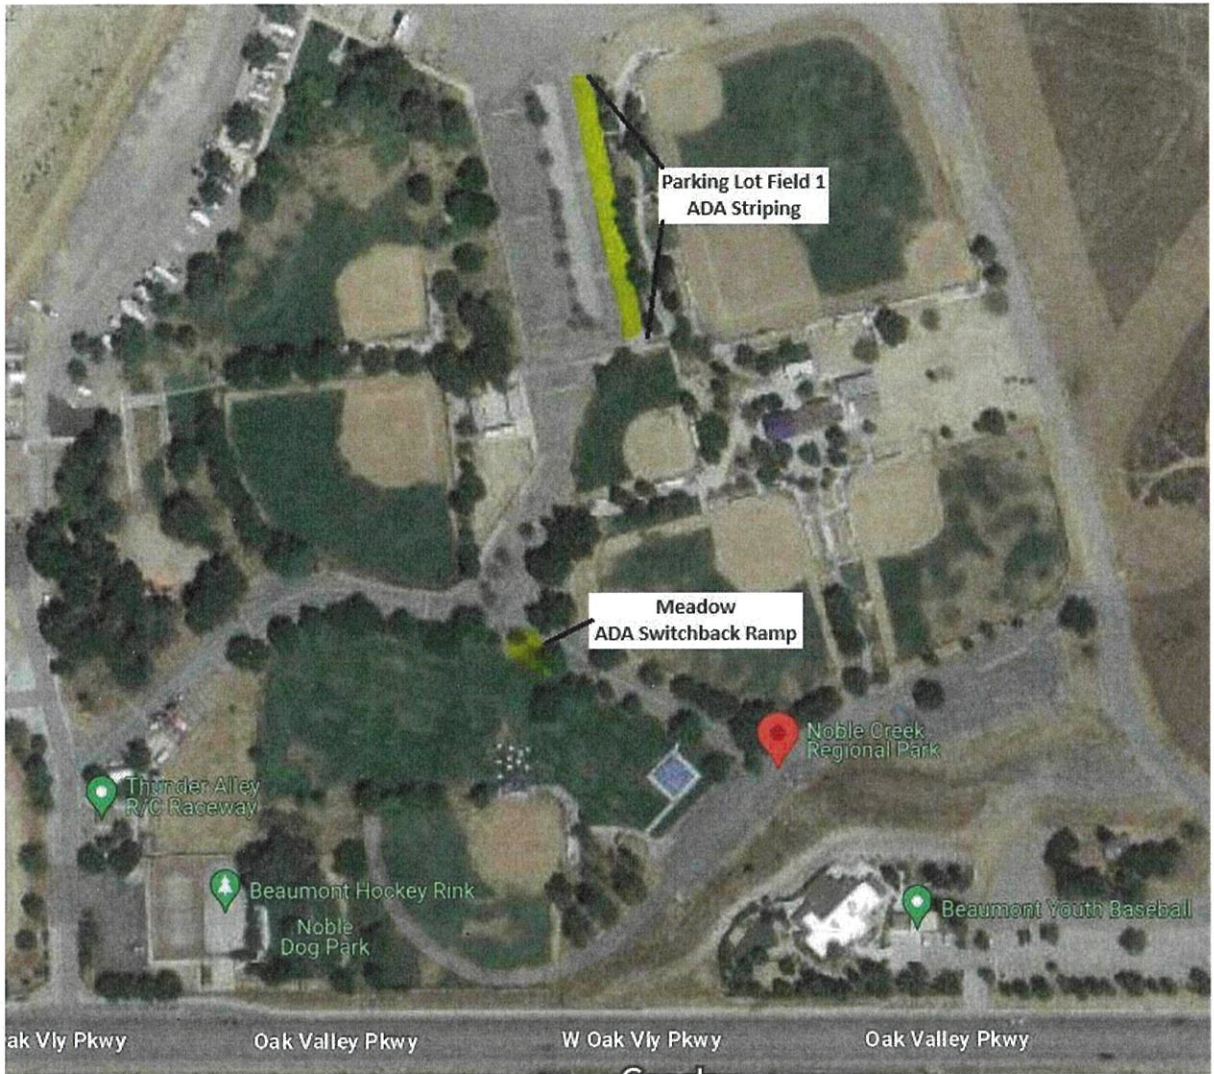 Parking Lot Field 1
ADA Striping
Meadow
ADA Switchback Ramp
Noble Creek
Regional Park
Thunder Alley
R/C Raceway
Beaumont Hockey Rink
Noble
Dog Park
Beaumont Youth Baseball
ak Vly Pkwy
Oak Valley Pkwy
W Oak Vly Pkwy
Oak Valley Pkwy